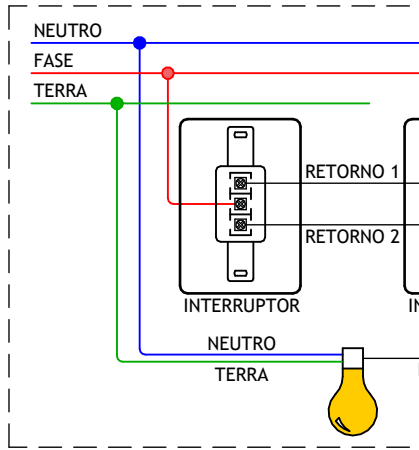 NEUTRO
FASE
TERRA
RETORNO 1
RETORNO 2
INTERRUPTOR
NEUTRO
TERRA